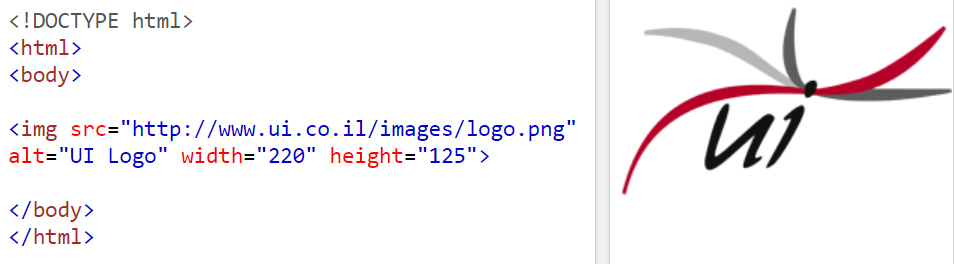 <!DOCTYPE html>
<html>
<body>
<img src="http://www.ui.co.il/images/logo.png"
alt="UI Logo" width="220" height="125">
</body>
</html>
ui